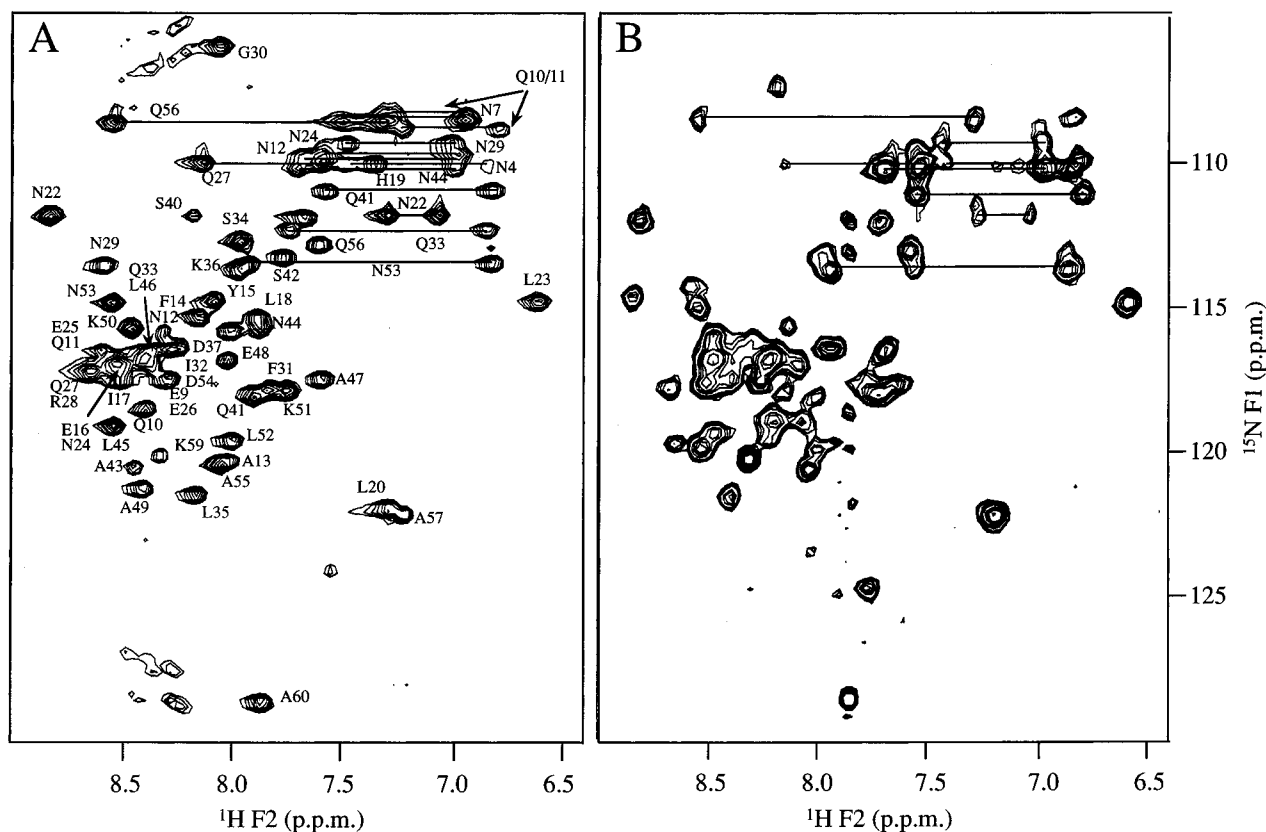 A
B
G30
Q10/11
Q56
N7
N24
N12
N29
Q27
H19
N44
N4
N22
S40
Q41
N22
S34
Q56
Q33
N29
K36
S42
N53
Q33
L46
Y15
L18
L23
N53
F14
E25
K50
N12
N44
Q11
D37
E48
I32
F31
A47
Q27
D54
R28
I17
E9
Q41
K51
E26
E16
Q10
N24
L45
K59
L52
A43
A13
A55
A49
L35
L20
A57
A60
110
115
120
125
¹⁵N F1 (p.p.m.)
8.5 8.0 7.5 7.0 6.5
¹H F2 (p.p.m.)
8.5 8.0 7.5 7.0
¹H F2 (p.p.m.)